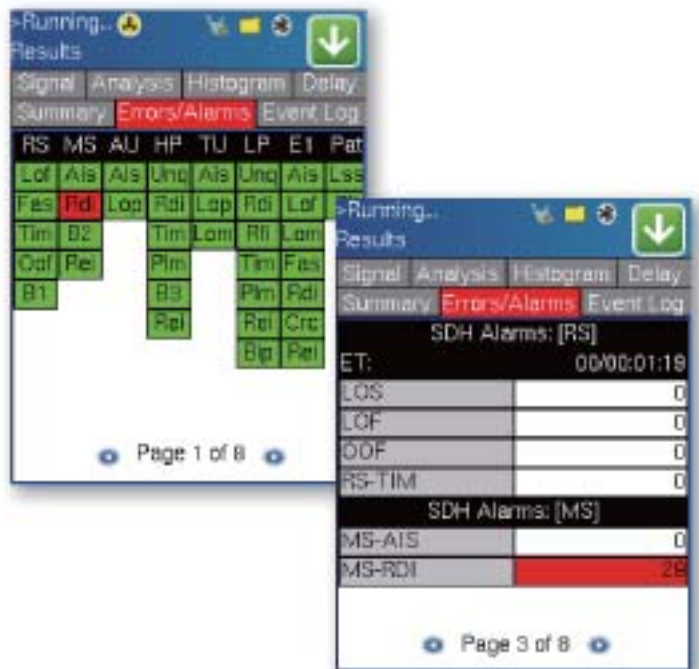 >Running..
Results
Signal Analysis Histogram Delay
Summary Errors/Alarms Event Log
RS MS AU HP TU LP E1 Pat
Lof Ais Ais Unq Ais Unq Ais Lss
Fas Rdi Lop Rdi Lop Rdi Lof
Tim B2 Tim Lom Rfi Lom
Oof Rei Plm Tim Fas
B1 B3 Plm Rdi
Rei Rei Crc
Bip Rei
Page 1 of 8
>Running..
Results
Signal Analysis Histogram Delay
Summary Errors/Alarms Event Log
SDH Alarms: [RS]
ET: 00/00:01:19
LOS 0
LOF 0
OOF 0
RS-TIM 0
SDH Alarms: [MS]
MS-AIS 0
MS-RDI 28
Page 3 of 8